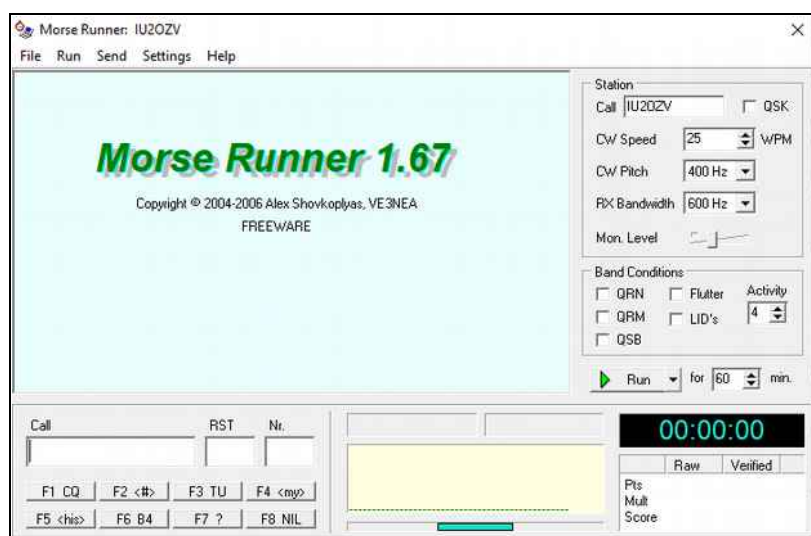 Morse Runner: IU2OZV
File Run Send Settings Help
Morse Runner 1.67
Copyright © 2004-2006 Alex Shovkoplyas, VE3NEA
FREEWARE
Station
Call IU2OZV QSK
CW Speed 25 WPM
CW Pitch 400 Hz
RX Bandwidth 600 Hz
Mon. Level
Band Conditions
QRN Flutter Activity
QRM LID's 4
QSB
Run for 60 min.
Call RST Nr.
F1 CQ F2 <#> F3 TU F4 <my>
F5 <his> F6 B4 F7 ? F8 NIL
00:00:00
Raw Verified
Pts
Mult
Score